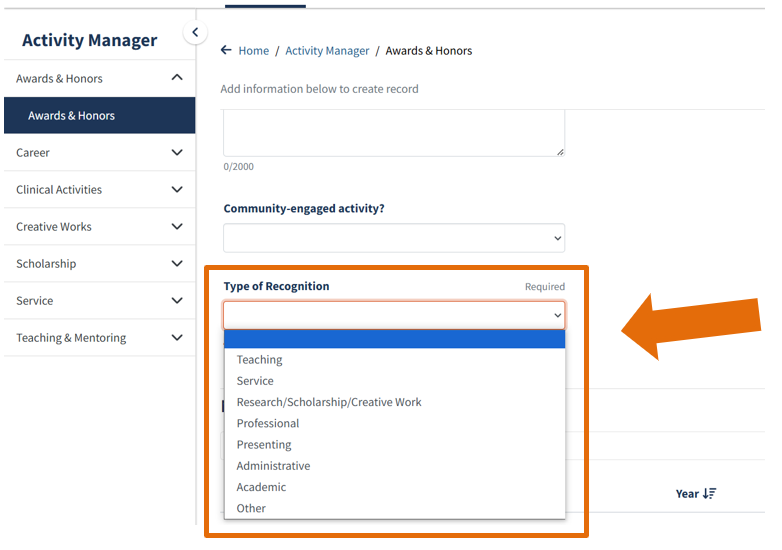 Activity Manager
Awards & Honors
Awards & Honors
Career
Clinical Activities
Creative Works
Scholarship
Service
Teaching & Mentoring
Home / Activity Manager / Awards & Honors
Add information below to create record
0/2000
Community-engaged activity?
Type of Recognition Required
Teaching
Service
Research/Scholarship/Creative Work
Professional
Presenting
Administrative
Academic
Other
Year